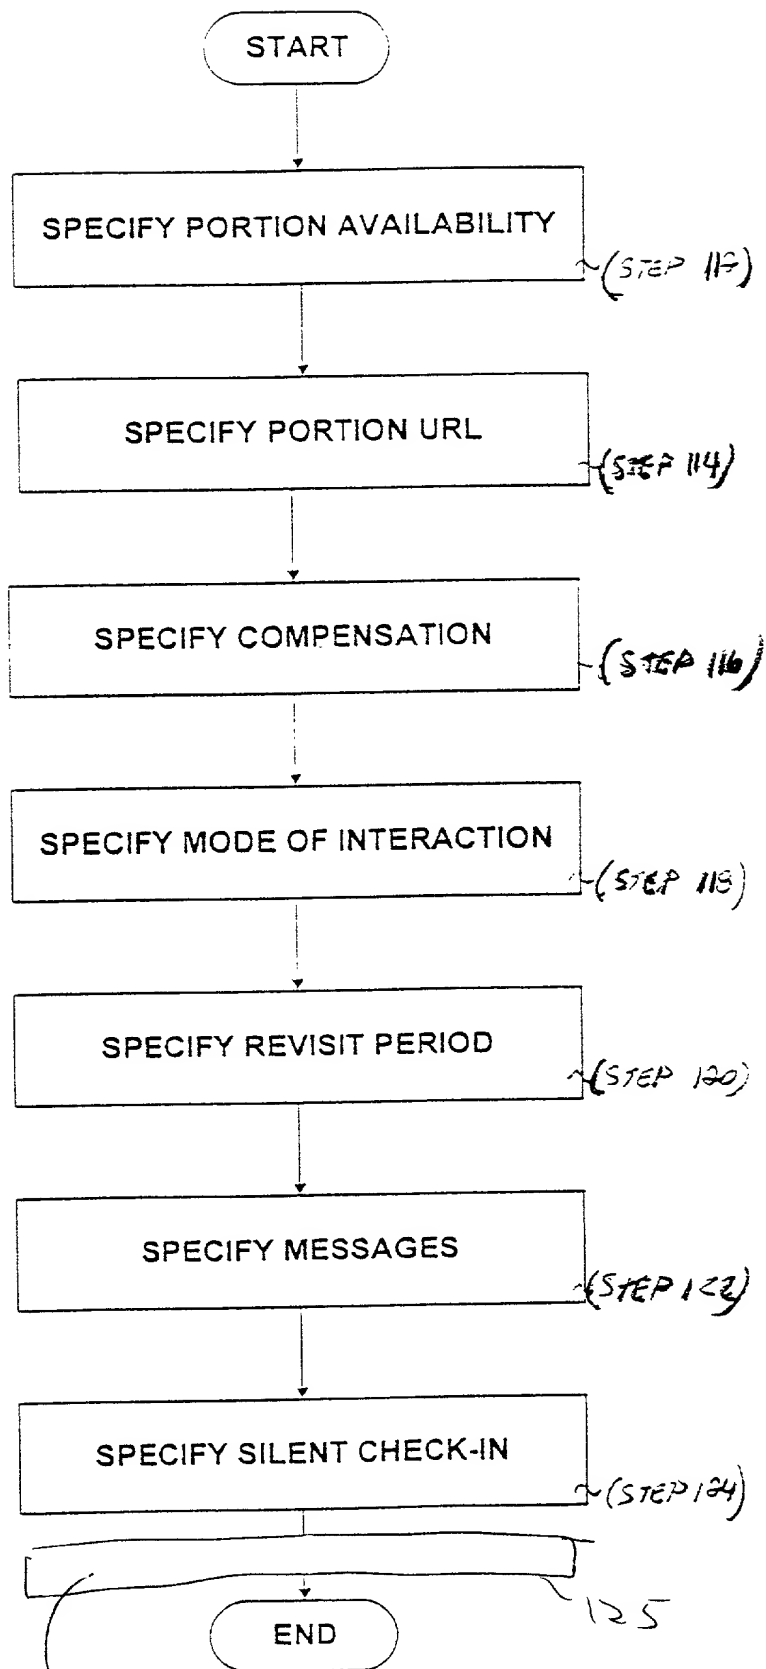 START
SPECIFY PORTION AVAILABILITY
(STEP
SPECIFY PORTION URL
(STEP 114)
SPECIFY COMPENSATION
(STEP 116)
SPECIFY MODE OF INTERACTION
(STEP 118)
SPECIFY REVISIT PERIOD
(STEP 120)
SPECIFY MESSAGES
(STEP 122)
SPECIFY SILENT CHECK-IN
(STEP 124)
125
END